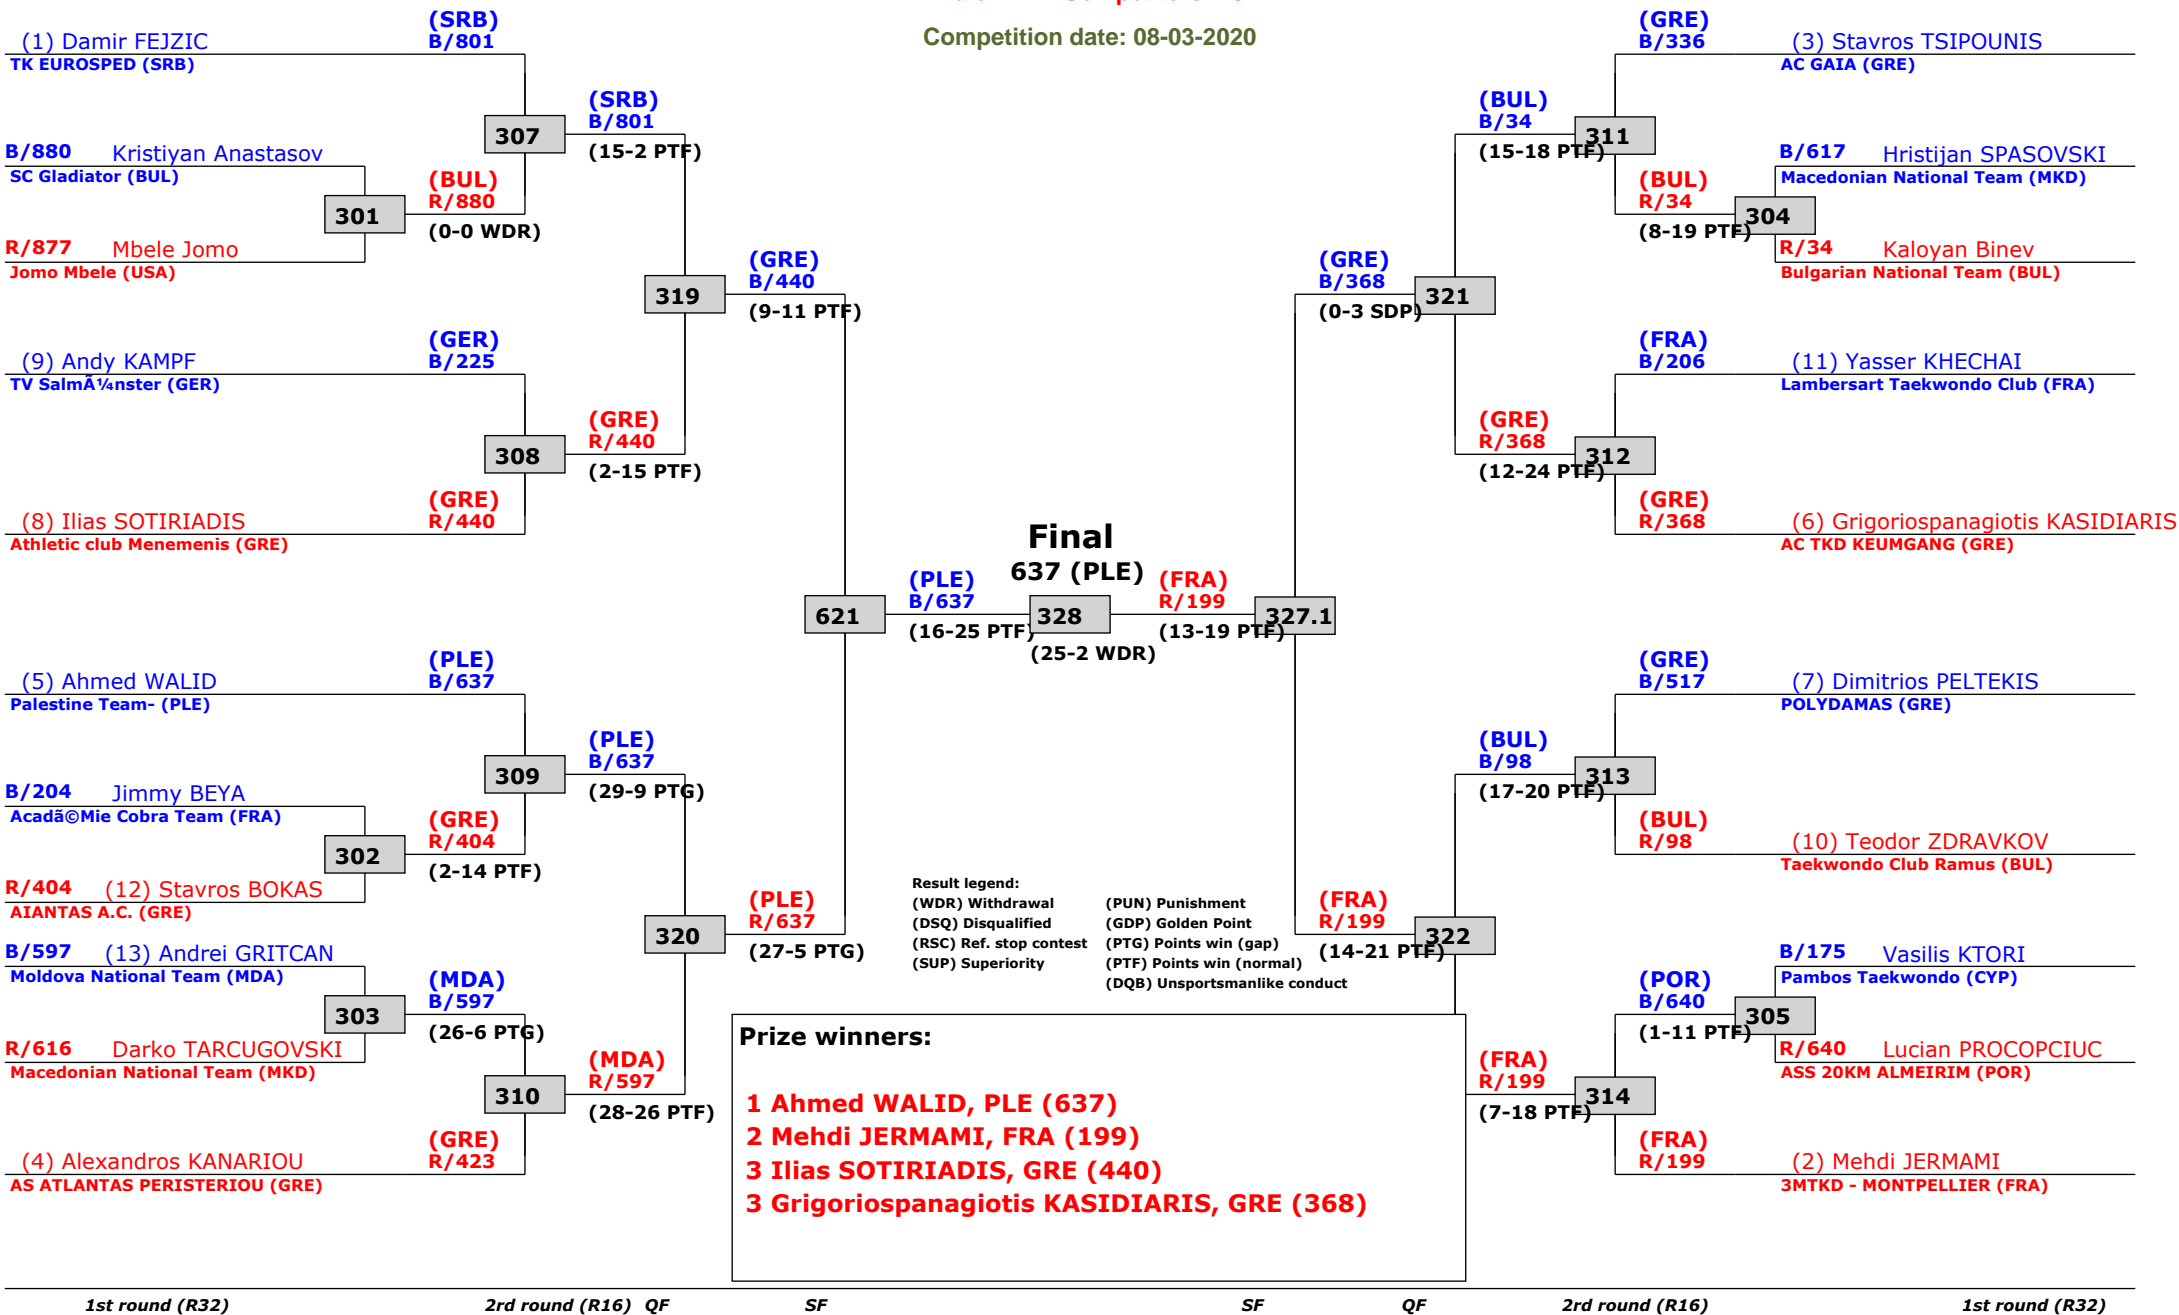 Competition date: 08-03-2020
(SRB)
(1) Damir FEJZIC B/801
TK EUROSPED (SRB)
(SRB)
B/801
307
(15-2 PTF)
B/880 Kristiyan Anastasov
SC Gladiator (BUL)
(BUL)
R/880
301
(0-0 WDR)
R/877 Mbele Jomo
Jomo Mbele (USA)
(GRE)
B/440
319
(9-11 PTF)
(GER)
(9) Andy KAMPF B/225
TV SalmÃ¼nster (GER)
(GRE)
R/440
308
(2-15 PTF)
(GRE)
(8) Ilias SOTIRIADIS R/440
Athletic club Menemenis (GRE)
Final
637 (PLE)
(PLE)
B/637
621
(16-25 PTF)
328
(25-2 WDR)
(FRA)
R/199
327.1
(13-19 PTF)
(PLE)
(5) Ahmed WALID B/637
Palestine Team- (PLE)
(PLE)
B/637
309
(29-9 PTG)
B/204 Jimmy BEYA
Acadã©Mie Cobra Team (FRA)
(GRE)
R/404
302
(2-14 PTF)
R/404 (12) Stavros BOKAS
AIANTAS A.C. (GRE)
(PLE)
R/637
320
(27-5 PTG)
B/597 (13) Andrei GRITCAN
Moldova National Team (MDA)
(MDA)
B/597
303
(26-6 PTG)
R/616 Darko TARCUGOVSKI
Macedonian National Team (MKD)
(MDA)
R/597
310
(28-26 PTF)
(GRE)
(4) Alexandros KANARIOU R/423
AS ATLANTAS PERISTERIOU (GRE)
Result legend:
(WDR) Withdrawal (PUN) Punishment
(DSQ) Disqualified (GDP) Golden Point
(RSC) Ref. stop contest (PTG) Points win (gap)
(SUP) Superiority (PTF) Points win (normal)
(DQB) Unsportsmanlike conduct
Prize winners:
1 Ahmed WALID, PLE (637)
2 Mehdi JERMAMI, FRA (199)
3 Ilias SOTIRIADIS, GRE (440)
3 Grigoriospanagiotis KASIDIARIS, GRE (368)
(GRE)
B/336 (3) Stavros TSIPOUNIS
AC GAIA (GRE)
(BUL)
B/34
311
(15-18 PTF)
B/617 Hristijan SPASOVSKI
Macedonian National Team (MKD)
(BUL)
R/34
304
(8-19 PTF)
R/34 Kaloyan Binev
Bulgarian National Team (BUL)
(GRE)
B/368
321
(0-3 SDP)
(FRA)
B/206 (11) Yasser KHECHAI
Lambersart Taekwondo Club (FRA)
(GRE)
R/368
312
(12-24 PTF)
(GRE)
R/368 (6) Grigoriospanagiotis KASIDIARIS
AC TKD KEUMGANG (GRE)
(GRE)
B/517 (7) Dimitrios PELTEKIS
POLYDAMAS (GRE)
(BUL)
B/98
313
(17-20 PTF)
(BUL)
R/98 (10) Teodor ZDRAVKOV
Taekwondo Club Ramus (BUL)
(FRA)
R/199
322
(14-21 PTF)
B/175 Vasilis KTORI
Pambos Taekwondo (CYP)
(POR)
B/640
305
(1-11 PTF)
R/640 Lucian PROCOPCIUC
ASS 20KM ALMEIRIM (POR)
(FRA)
R/199
314
(7-18 PTF)
(FRA)
R/199 (2) Mehdi JERMAMI
3MTKD - MONTPELLIER (FRA)
1st round (R32) 2rd round (R16) QF SF SF QF 2rd round (R16) 1st round (R32)